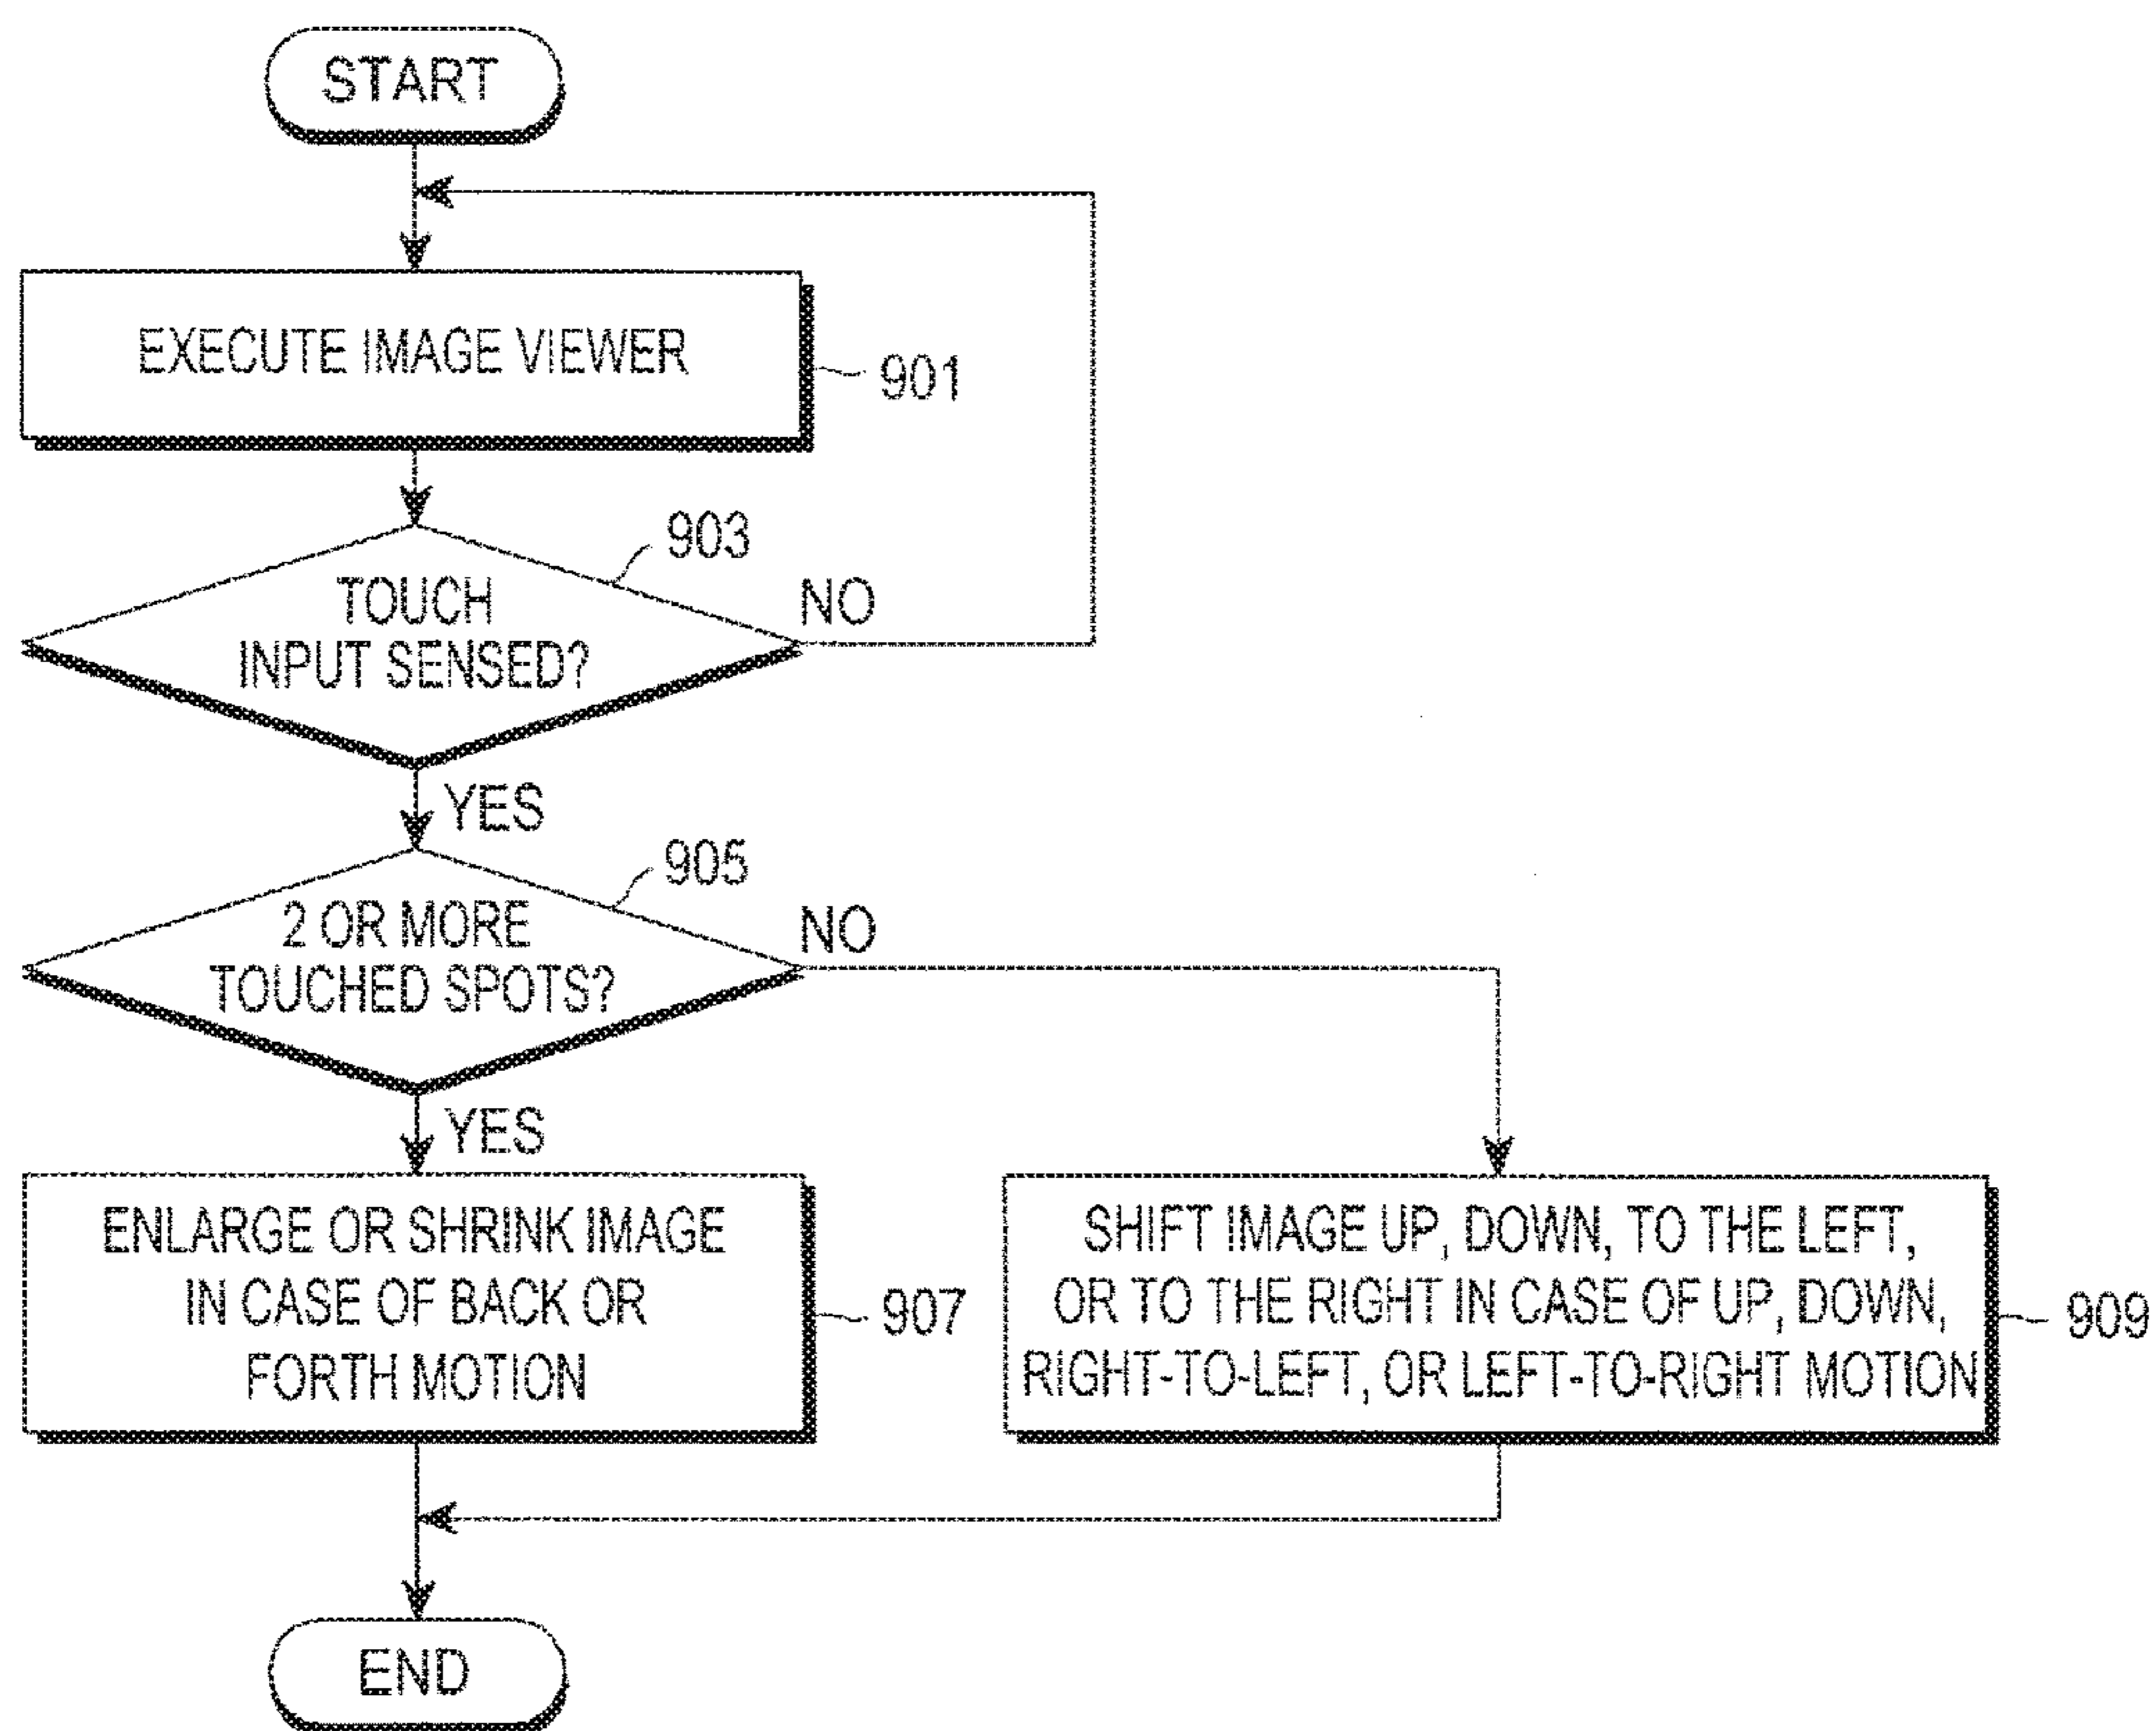 START
EXECUTE IMAGE VIEWER
901
903
TOUCH
INPUT SENSED?
NO
YES
905
2 OR MORE
TOUCHED SPOTS?
NO
YES
ENLARGE OR SHRINK IMAGE
IN CASE OF BACK OR
FORTH MOTION
907
SHIFT IMAGE UP, DOWN, TO THE LEFT,
OR TO THE RIGHT IN CASE OF UP, DOWN,
RIGHT-TO-LEFT, OR LEFT-TO-RIGHT MOTION
909
END